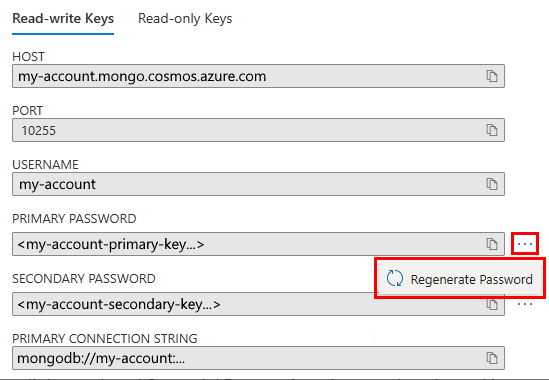 Read-write Keys Read-only Keys
HOST
my-account.mongo.cosmos.azure.com
PORT
10255
USERNAME
my-account
PRIMARY PASSWORD
<my-account-primary-key...>
...
Regenerate Password
SECONDARY PASSWORD
<my-account-secondary-key...>
...
PRIMARY CONNECTION STRING
mongodb://my-account:...